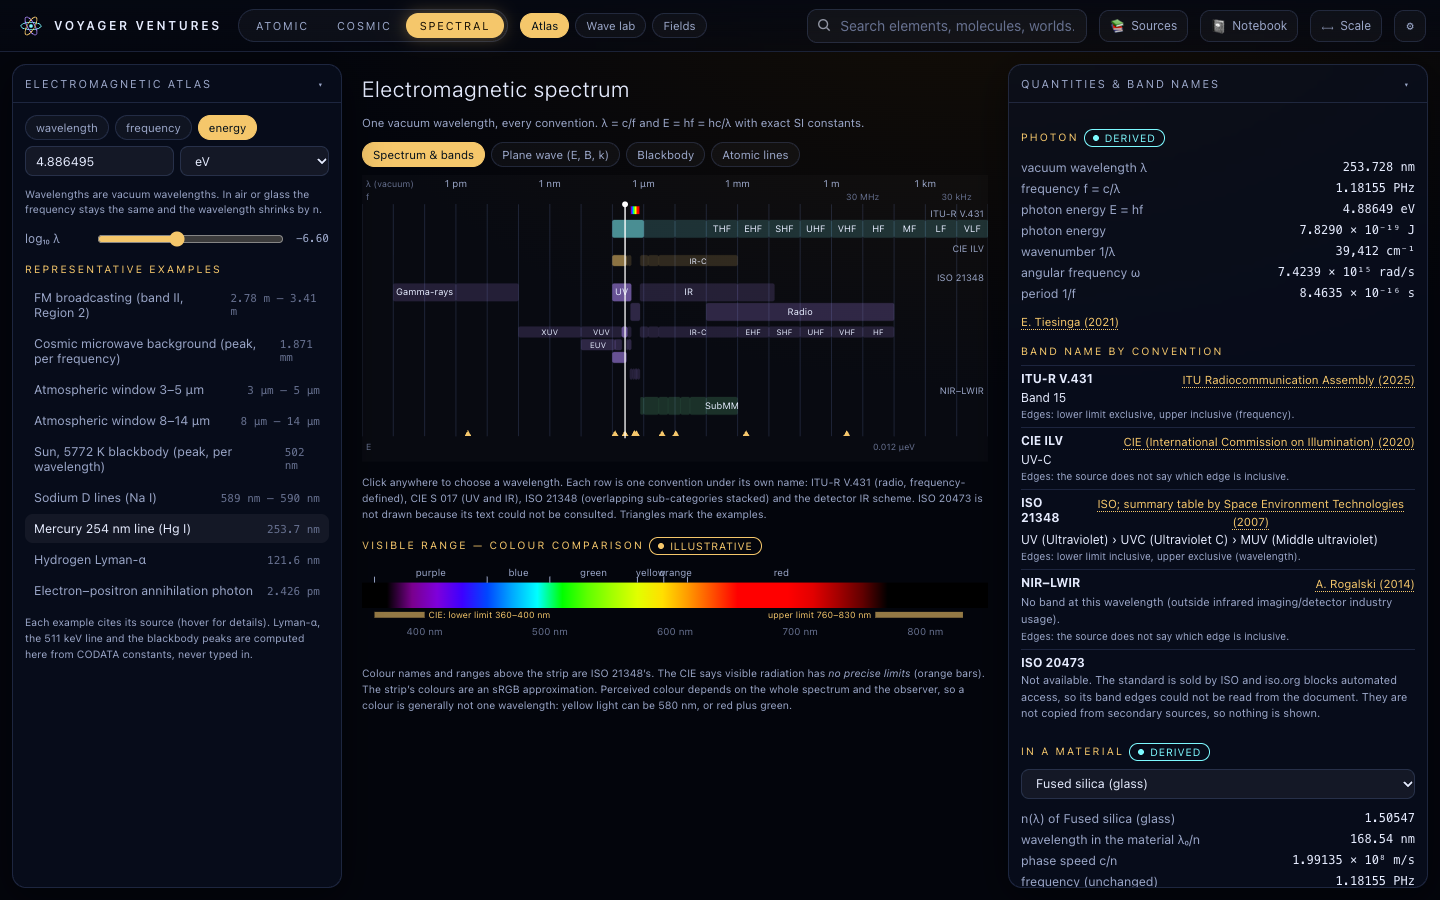 VOYAGER VENTURES
ATOMIC COSMIC SPECTRAL
Atlas Wave lab Fields
Search elements, molecules, worlds.
Sources
Notebook
Scale
ELECTROMAGNETIC ATLAS
wavelength frequency energy
4.886495 eV
Wavelengths are vacuum wavelengths. In air or glass the
frequency stays the same and the wavelength shrinks by n.
log₁₀ λ −6.60
REPRESENTATIVE EXAMPLES
FM broadcasting (band II, Region 2) 2.78 m – 3.41 m
Cosmic microwave background (peak, per frequency) 1.871 mm
Atmospheric window 3–5 µm 3 µm – 5 µm
Atmospheric window 8–14 µm 8 µm – 14 µm
Sun, 5772 K blackbody (peak, per wavelength) 502 nm
Sodium D lines (Na I) 589 nm – 590 nm
Mercury 254 nm line (Hg I) 253.7 nm
Hydrogen Lyman-α 121.6 nm
Electron–positron annihilation photon 2.426 pm
Each example cites its source (hover for details). Lyman-α,
the 511 keV line and the blackbody peaks are computed
here from CODATA constants, never typed in.
Electromagnetic spectrum
One vacuum wavelength, every convention. λ = c/f and E = hf = hc/λ with exact SI constants.
Spectrum & bands Plane wave (E, B, k) Blackbody Atomic lines
λ (vacuum) 1 pm 1 nm 1 µm 1 mm 1 m 1 km
f 30 MHz 30 kHz
ITU-R V.431
THF EHF SHF UHF VHF HF MF LF VLF
CIE ILV
IR-C
ISO 21348
Gamma-rays UV IR
Radio
XUV VUV IR-C EHF SHF UHF VHF HF
EUV
NIR–LWIR
SubMM
E 0.012 µeV
Click anywhere to choose a wavelength. Each row is one convention under its own name: ITU-R V.431 (radio, frequency-
defined), CIE S 017 (UV and IR), ISO 21348 (overlapping sub-categories stacked) and the detector IR scheme. ISO 20473 is
not drawn because its text could not be consulted. Triangles mark the examples.
VISIBLE RANGE — COLOUR COMPARISON ILLUSTRATIVE
purple blue green yellow orange red
CIE: lower limit 360–400 nm upper limit 760–830 nm
400 nm 500 nm 600 nm 700 nm 800 nm
Colour names and ranges above the strip are ISO 21348's. The CIE says visible radiation has no precise limits (orange bars).
The strip's colours are an sRGB approximation. Perceived colour depends on the whole spectrum and the observer, so a
colour is generally not one wavelength: yellow light can be 580 nm, or red plus green.
QUANTITIES & BAND NAMES
PHOTON DERIVED
vacuum wavelength λ 253.728 nm
frequency f = c/λ 1.18155 PHz
photon energy E = hf 4.88649 eV
photon energy 7.8290 × 10⁻¹⁹ J
wavenumber 1/λ 39,412 cm⁻¹
angular frequency ω 7.4239 × 10¹⁵ rad/s
period 1/f 8.4635 × 10⁻¹⁶ s
E. Tiesinga (2021)
BAND NAME BY CONVENTION
ITU-R V.431 ITU Radiocommunication Assembly (2025)
Band 15
Edges: lower limit exclusive, upper inclusive (frequency).
CIE ILV CIE (International Commission on Illumination) (2020)
UV-C
Edges: the source does not say which edge is inclusive.
ISO 21348 ISO; summary table by Space Environment Technologies (2007)
UV (Ultraviolet) › UVC (Ultraviolet C) › MUV (Middle ultraviolet)
Edges: lower limit inclusive, upper exclusive (wavelength).
NIR–LWIR A. Rogalski (2014)
No band at this wavelength (outside infrared imaging/detector industry
usage).
Edges: the source does not say which edge is inclusive.
ISO 20473
Not available. The standard is sold by ISO and iso.org blocks automated
access, so its band edges could not be read from the document. They are
not copied from secondary sources, so nothing is shown.
IN A MATERIAL DERIVED
Fused silica (glass)
n(λ) of Fused silica (glass) 1.50547
wavelength in the material λ₀/n 168.54 nm
phase speed c/n 1.99135 × 10⁸ m/s
frequency (unchanged) 1.18155 PHz